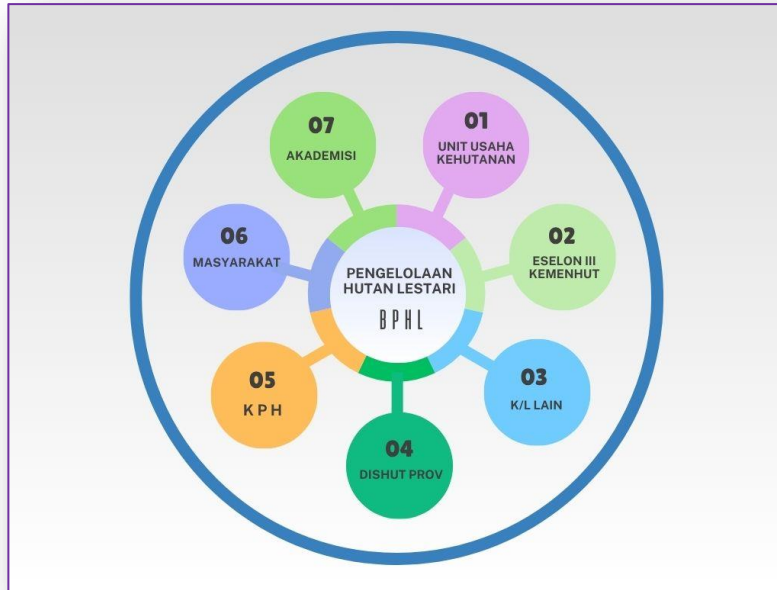 PENGELOLAAN
HUTAN LESTARI
BPHL
01
UNIT USAHA
KEHUTANAN
02
ESELON III
KEMENHUT
03
K/L LAIN
04
DISHUT PROV
05
KPH
06
MASYARAKAT
07
AKADEMISI